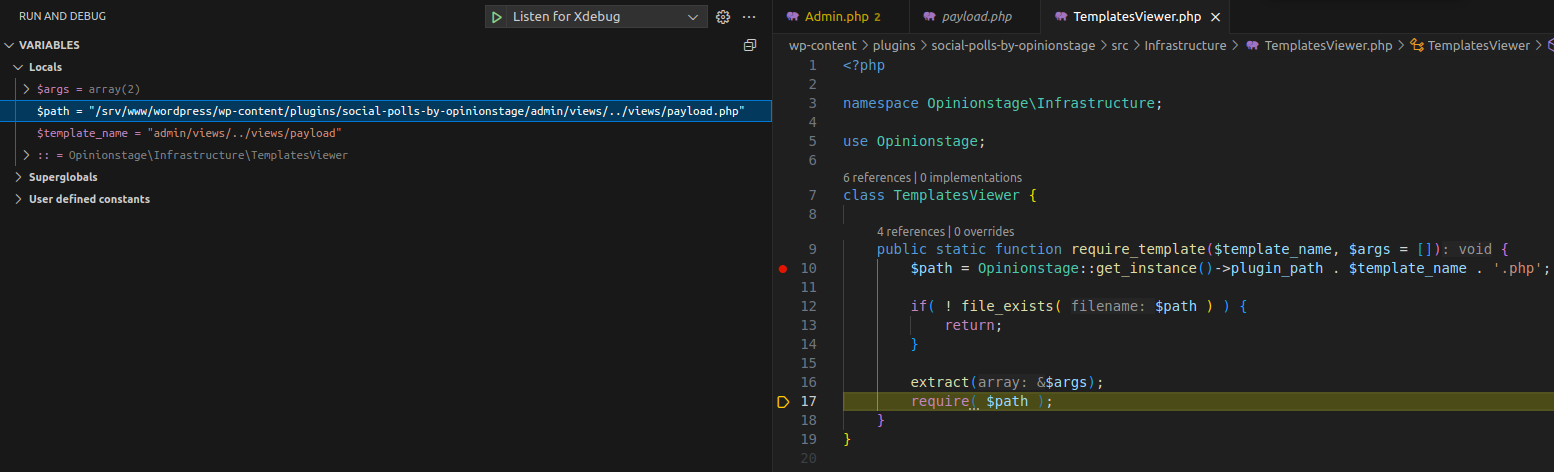 RUN AND DEBUG
Listen for Xdebug
VARIABLES
Locals
$args = array(2)
$path = "/srv/www/wordpress/wp-content/plugins/social-polls-by-opinionstage/admin/views/../views/payload.php"
$template_name = "admin/views/../views/payload"
:: = Opinionstage\Infrastructure\TemplatesViewer
Superglobals
User defined constants
Admin.php 2
payload.php
TemplatesViewer.php
wp-content > plugins > social-polls-by-opinionstage > src > Infrastructure > TemplatesViewer.php > TemplatesViewer >
1 <?php
2
3 namespace Opinionstage\Infrastructure;
4
5 use Opinionstage;
6
6 references | 0 implementations
7 class TemplatesViewer {
8
4 references | 0 overrides
9 public static function require_template($template_name, $args = []): void {
10 $path = Opinionstage::get_instance()->plugin_path . $template_name . '.php';
11
12 if( ! file_exists( filename: $path ) ) {
13 return;
14 }
15
16 extract(array: &$args);
17 require( $path );
18 }
19 }
20